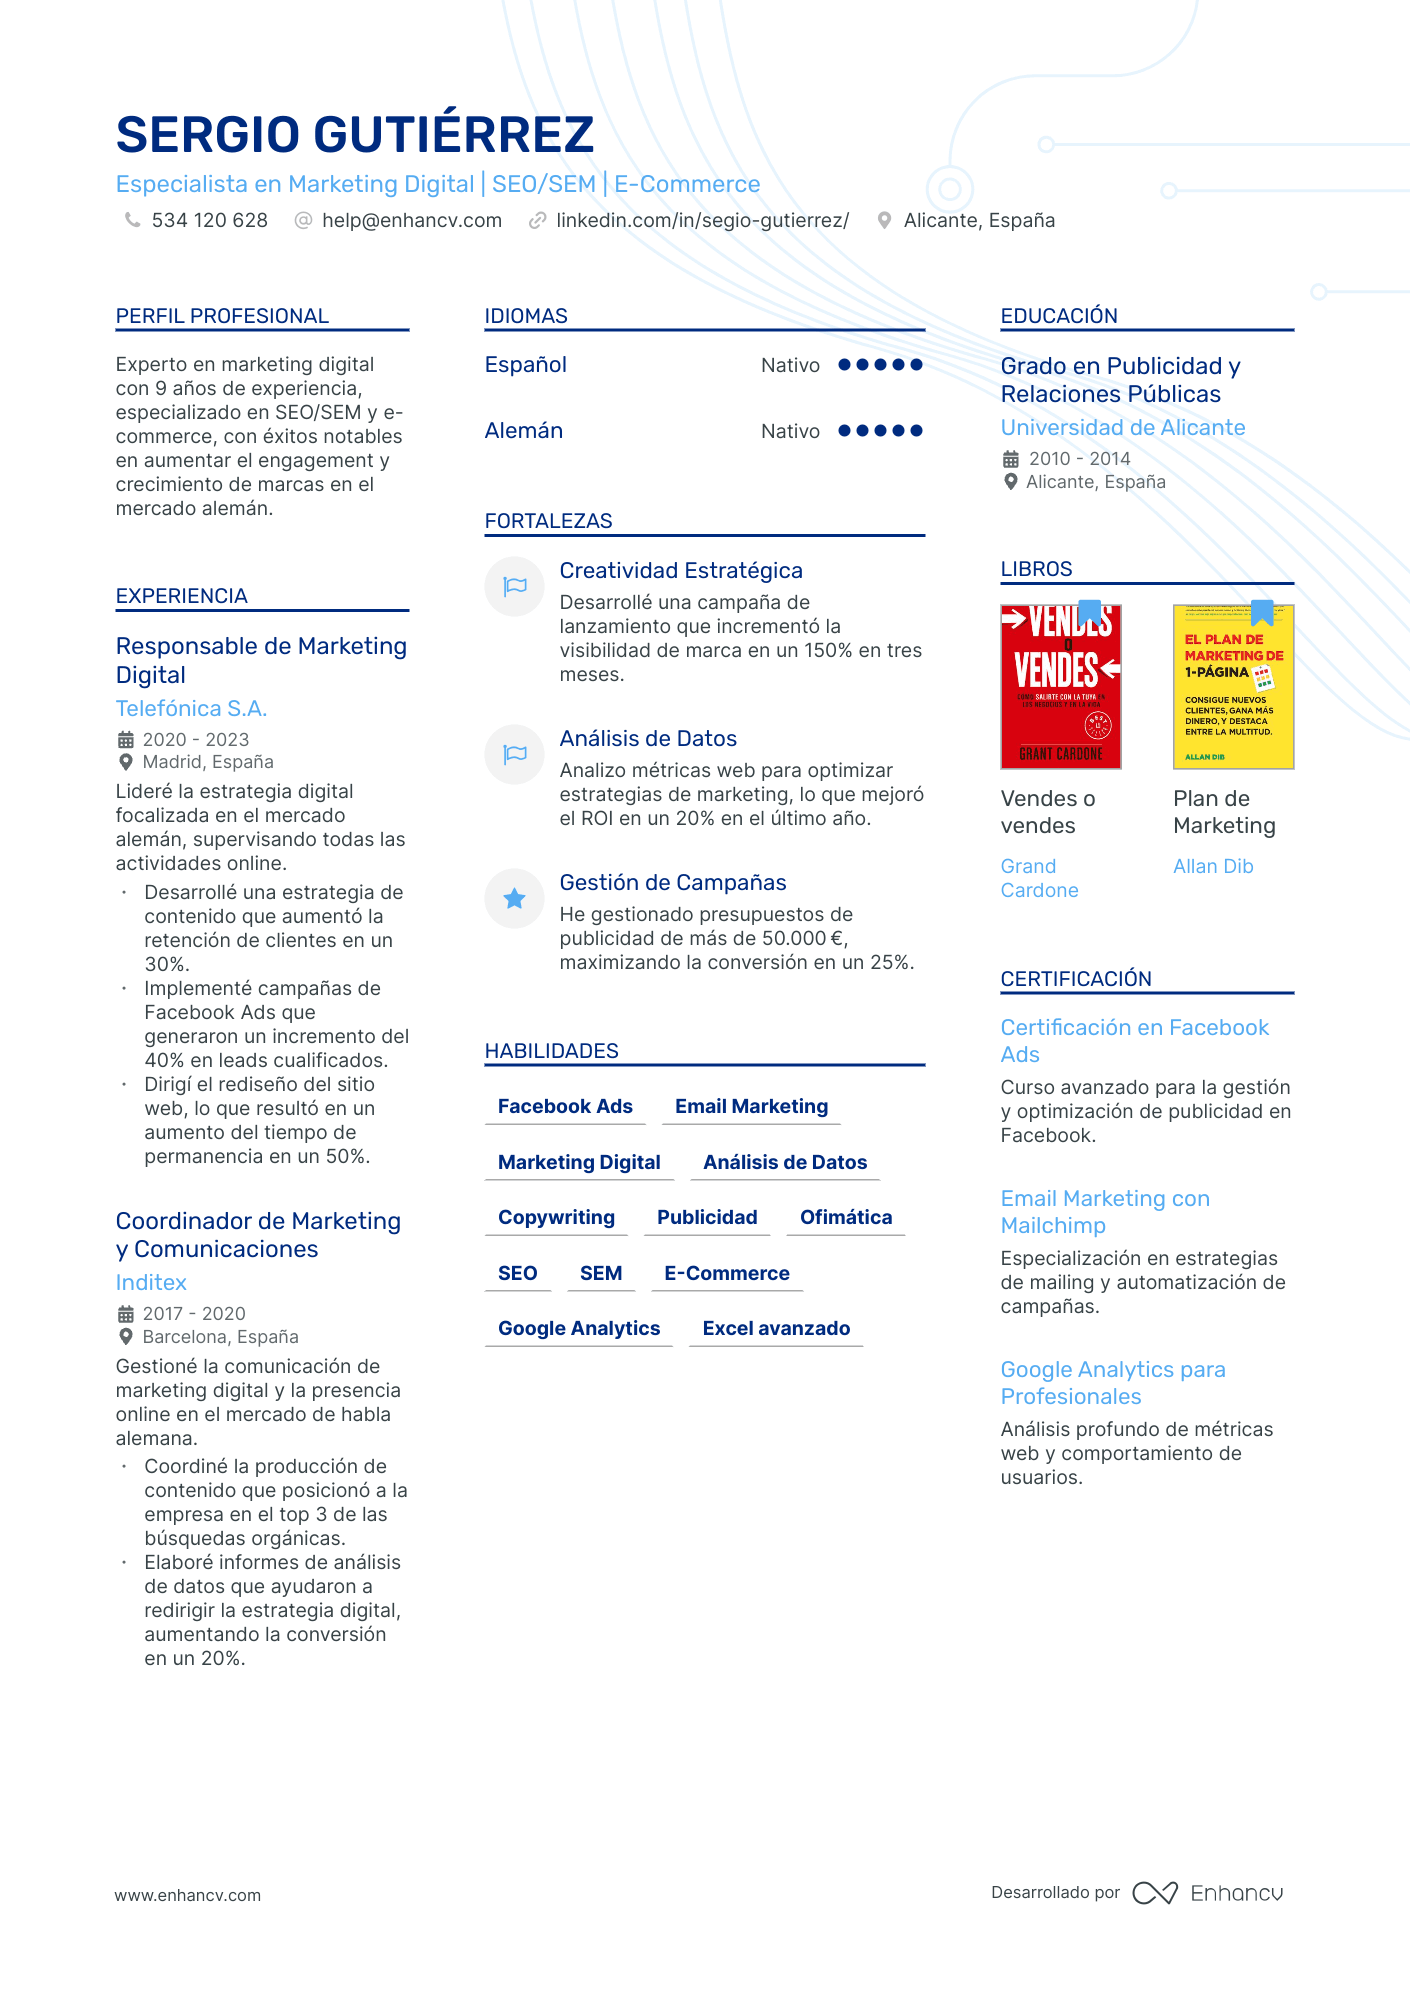 SERGIO GUTIÉRREZ
Especialista en Marketing Digital | SEO/SEM | E-Commerce
534 120 628 @ help@enhancv.com linkedin.com/in/segio-gutierrez/ Alicante, España
PERFIL PROFESIONAL
Experto en marketing digital
con 9 años de experiencia,
especializado en SEO/SEM y e-
commerce, con éxitos notables
en aumentar el engagement y
crecimiento de marcas en el
mercado alemán.
EXPERIENCIA
Responsable de Marketing
Digital
Telefónica S.A.
2020 - 2023
Madrid, España
Lideré la estrategia digital
focalizada en el mercado
alemán, supervisando todas las
actividades online.
· Desarrollé una estrategia de
contenido que aumentó la
retención de clientes en un
30%.
· Implementé campañas de
Facebook Ads que
generaron un incremento del
40% en leads cualificados.
· Dirigí el rediseño del sitio
web, lo que resultó en un
aumento del tiempo de
permanencia en un 50%.
Coordinador de Marketing
y Comunicaciones
Inditex
2017 - 2020
Barcelona, España
Gestioné la comunicación de
marketing digital y la presencia
online en el mercado de habla
alemana.
· Coordiné la producción de
contenido que posicionó a la
empresa en el top 3 de las
búsquedas orgánicas.
· Elaboré informes de análisis
de datos que ayudaron a
redirigir la estrategia digital,
aumentando la conversión
en un 20%.
IDIOMAS
Español Nativo
Alemán Nativo
FORTALEZAS
Creatividad Estratégica
Desarrollé una campaña de
lanzamiento que incrementó la
visibilidad de marca en un 150% en tres
meses.
Análisis de Datos
Analizo métricas web para optimizar
estrategias de marketing, lo que mejoró
el ROI en un 20% en el último año.
Gestión de Campañas
He gestionado presupuestos de
publicidad de más de 50.000 €,
maximizando la conversión en un 25%.
HABILIDADES
Facebook Ads Email Marketing
Marketing Digital Análisis de Datos
Copywriting Publicidad Ofimática
SEO SEM E-Commerce
Google Analytics Excel avanzado
EDUCACIÓN
Grado en Publicidad y
Relaciones Públicas
Universidad de Alicante
2010 - 2014
Alicante, España
LIBROS
VENDES
O
VENDES
CÓMO SALIRTE CON LA TUYA EN
LOS NEGOCIOS Y EN LA VIDA
BEST
GRANT CARDONE
EL PLAN DE
MARKETING DE
1-PÁGINA
CONSIGUE NUEVOS
CLIENTES, GANA MÁS
DINERO, Y DESTACA
ENTRE LA MULTITUD.
ALLAN DIB
Vendes o
vendes
Grand
Cardone
Plan de
Marketing
Allan Dib
CERTIFICACIÓN
Certificación en Facebook
Ads
Curso avanzado para la gestión
y optimización de publicidad en
Facebook.
Email Marketing con
Mailchimp
Especialización en estrategias
de mailing y automatización de
campañas.
Google Analytics para
Profesionales
Análisis profundo de métricas
web y comportamiento de
usuarios.
www.enhancv.com
Desarrollado por Enhancv